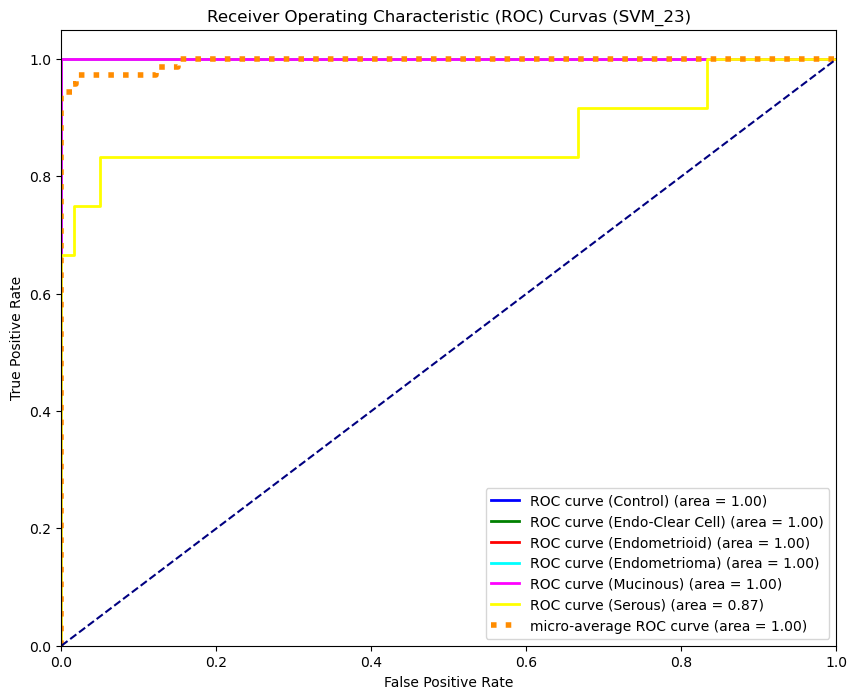 Receiver Operating Characteristic (ROC) Curvas (SVM_23)
1.0
0.8
0.6
0.4
0.2
0.0
True Positive Rate
ROC curve (Control) (area = 1.00)
ROC curve (Endo-Clear Cell) (area = 1.00)
ROC curve (Endometrioid) (area = 1.00)
ROC curve (Endometrioma) (area = 1.00)
ROC curve (Mucinous) (area = 1.00)
ROC curve (Serous) (area = 0.87)
micro-average ROC curve (area = 1.00)
0.0 0.2 0.4 0.6 0.8 1.0
False Positive Rate